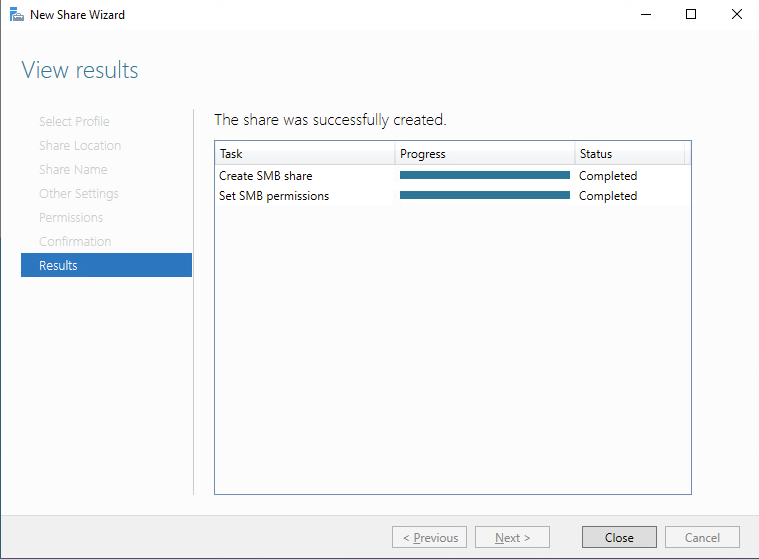 New Share Wizard
View results
Select Profile
Share Location
Share Name
Other Settings
Permissions
Confirmation
Results
The share was successfully created.
Task Progress Status
Create SMB share Completed
Set SMB permissions Completed
< Previous Next > Close Cancel